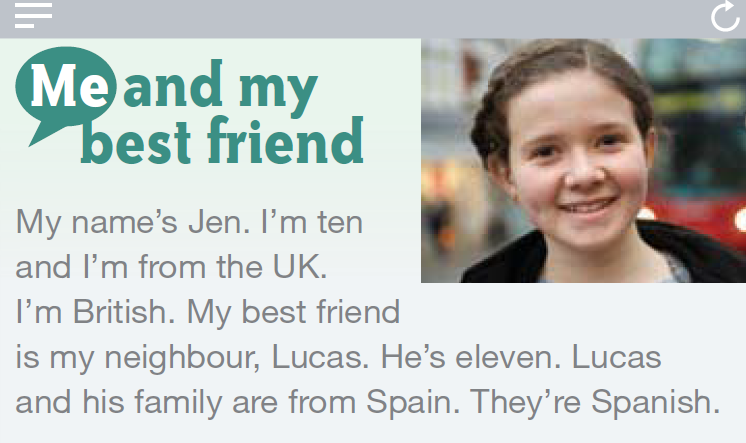 Me and my
best friend
My name's Jen. I'm ten
and I'm from the UK.
I'm British. My best friend
is my neighbour, Lucas. He's eleven. Lucas
and his family are from Spain. They're Spanish.